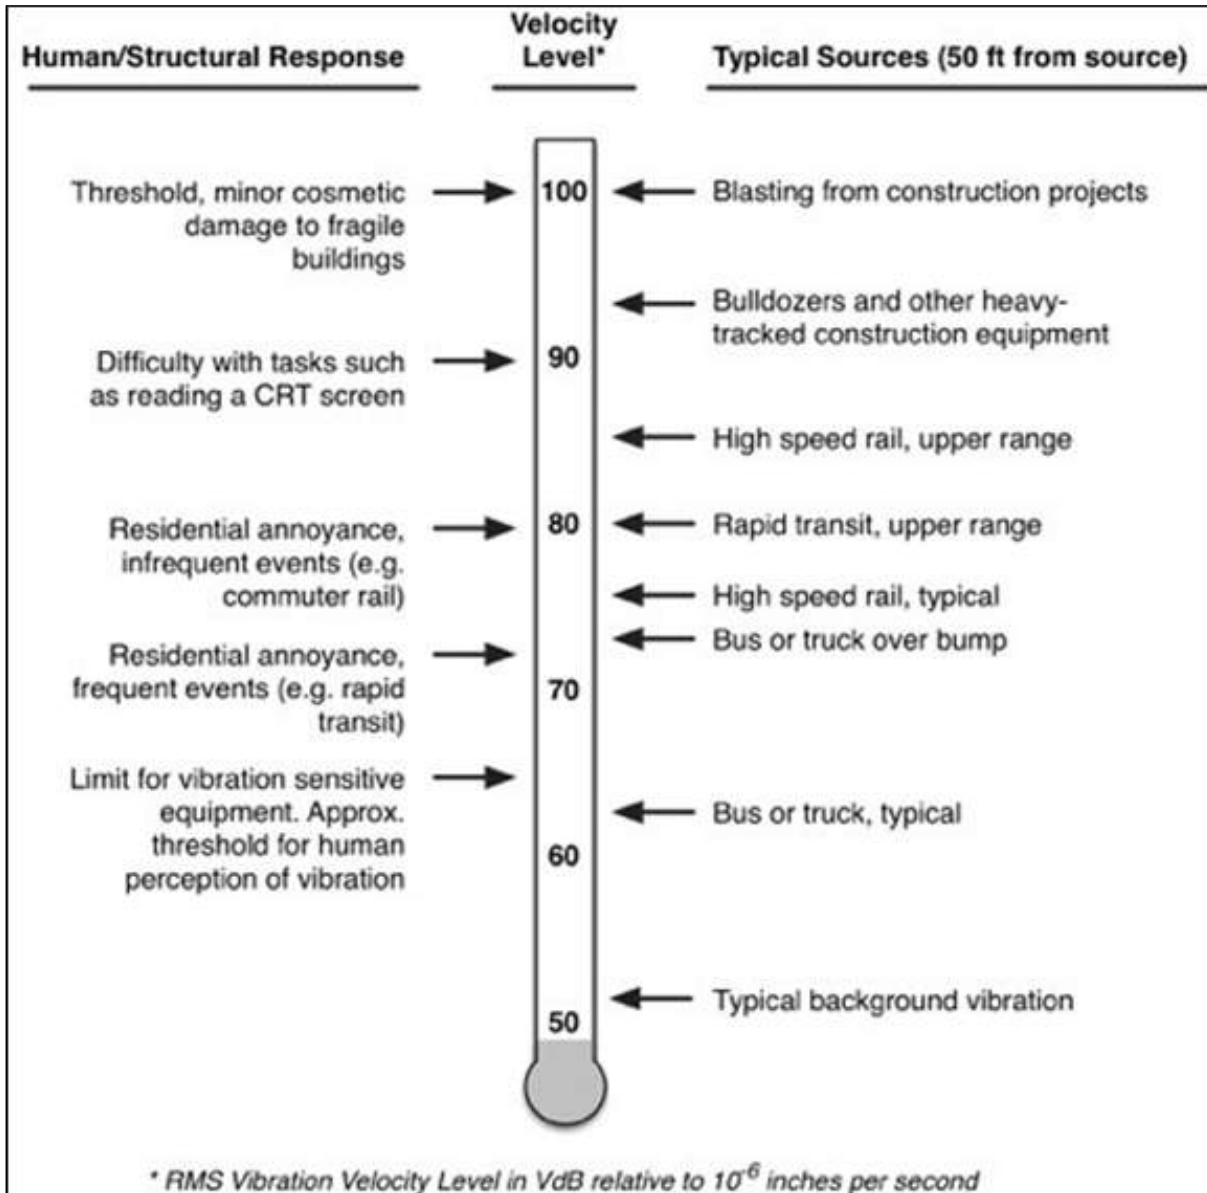 Human/Structural Response
Velocity
Level*
Typical Sources (50 ft from source)
Threshold, minor cosmetic
damage to fragile
buildings
100
Blasting from construction projects
Bulldozers and other heavy-
tracked construction equipment
Difficulty with tasks such
as reading a CRT screen
90
High speed rail, upper range
Residential annoyance,
infrequent events (e.g.
commuter rail)
80
Rapid transit, upper range
High speed rail, typical
Bus or truck over bump
Residential annoyance,
frequent events (e.g. rapid
transit)
70
Limit for vibration sensitive
equipment. Approx.
threshold for human
perception of vibration
Bus or truck, typical
60
Typical background vibration
50
* RMS Vibration Velocity Level in VdB relative to 10⁻⁶ inches per second